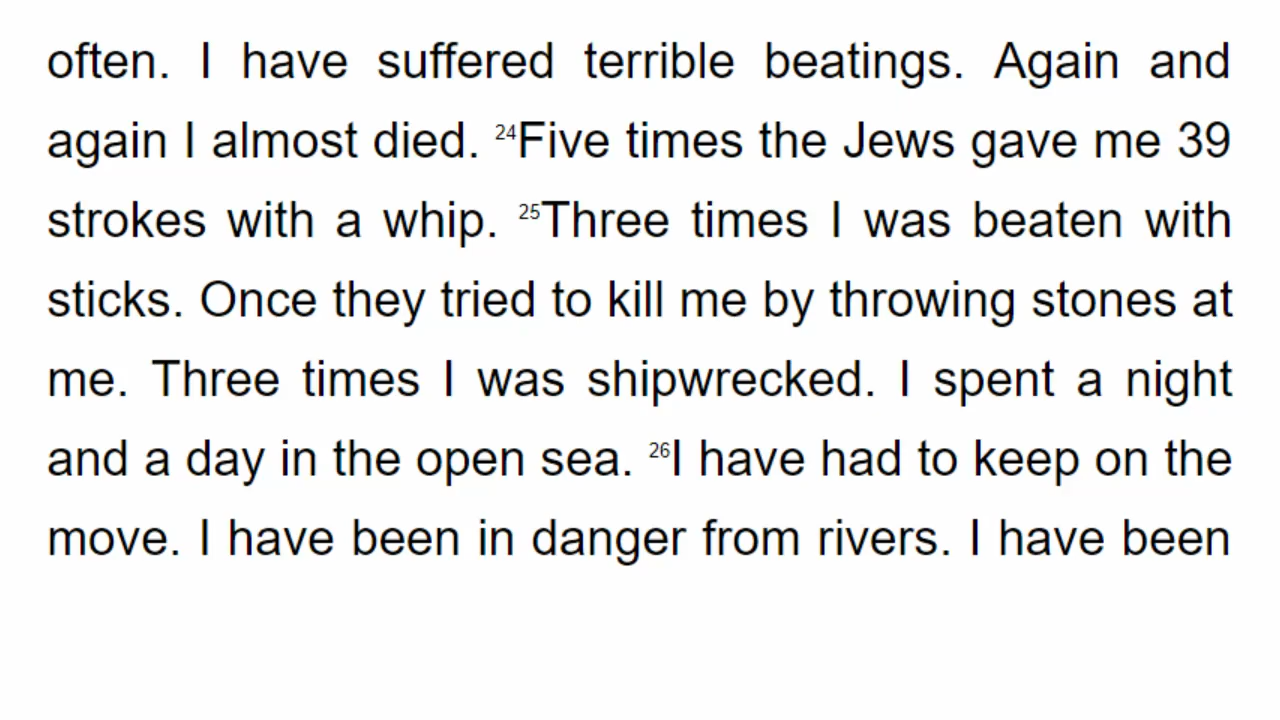 often. I have suffered terrible beatings. Again and
again I almost died. 24Five times the Jews gave me 39
strokes with a whip. 25Three times I was beaten with
sticks. Once they tried to kill me by throwing stones at
me. Three times I was shipwrecked. I spent a night
and a day in the open sea. 26I have had to keep on the
move. I have been in danger from rivers. I have been